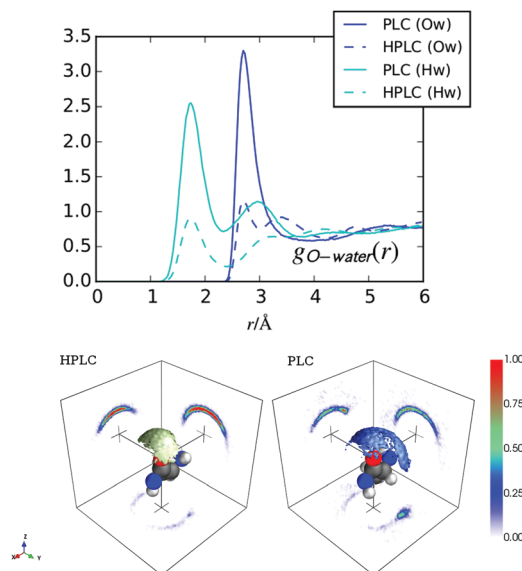 PLC (Ow)
HPLC (Ow)
PLC (Hw)
HPLC (Hw)
3.5
3.0
2.5
2.0
1.5
1.0
0.5
0.0
gO−water(r)
0 1 2 3 4 5 6
r/Å
HPLC PLC
1.00
0.75
0.50
0.25
0.00
Z
X Y